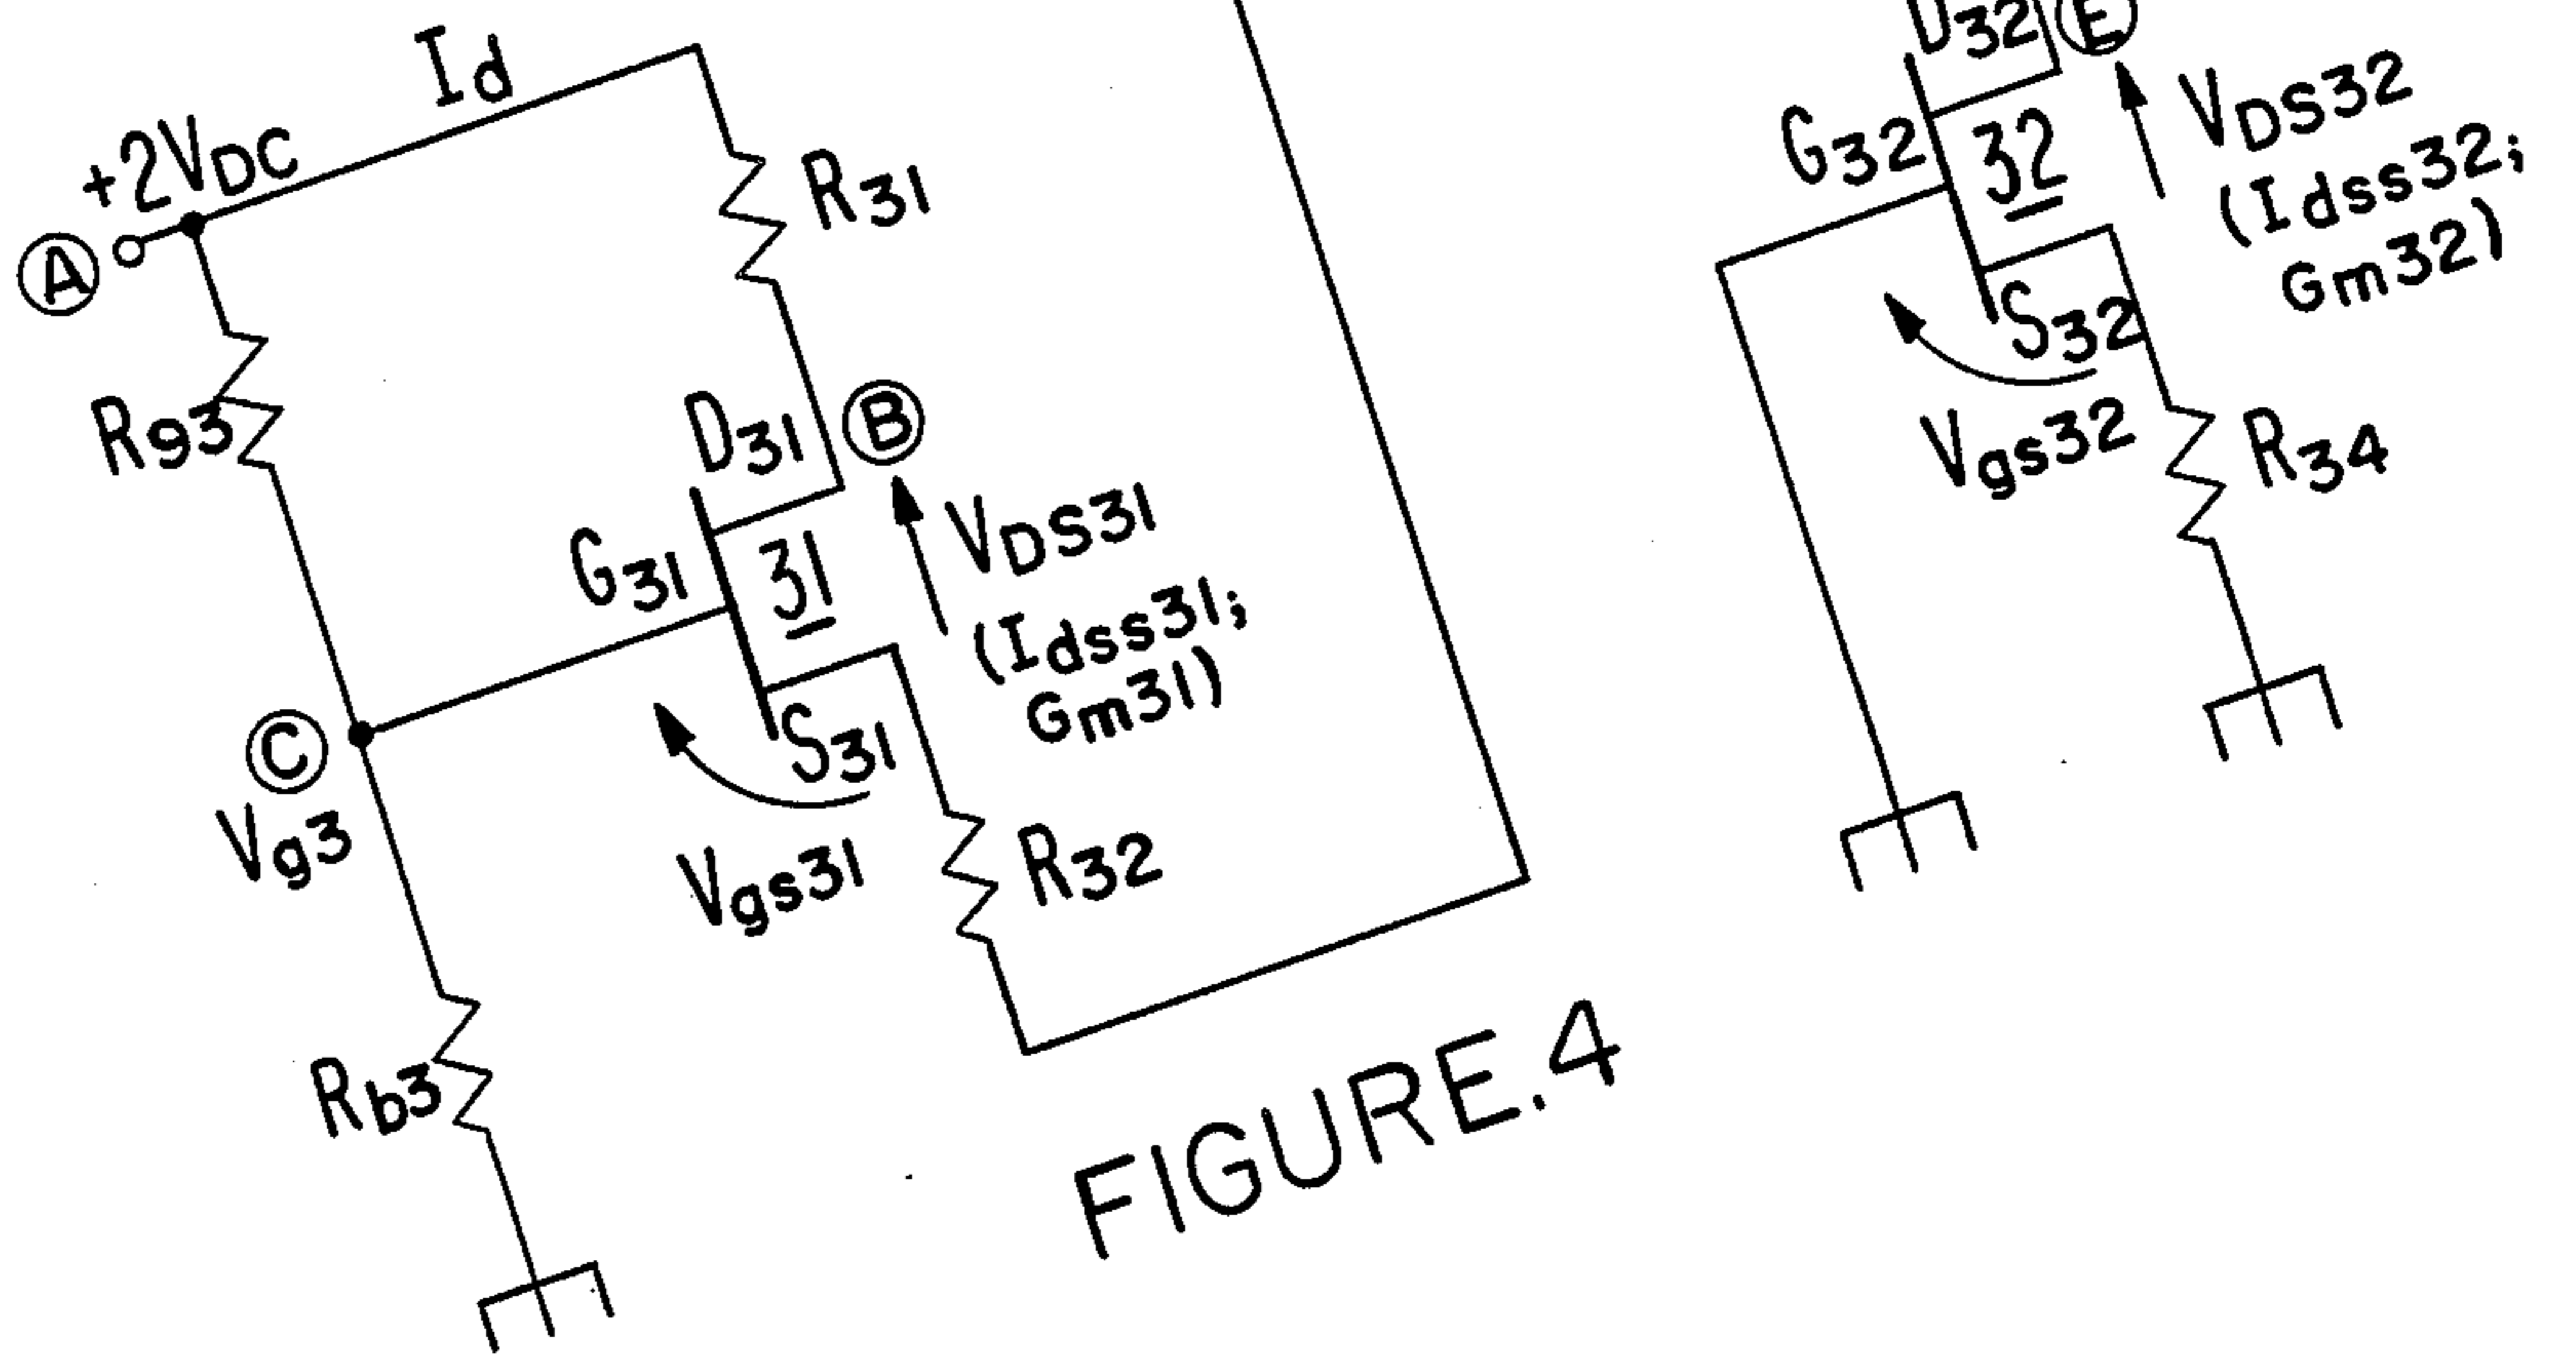 Id
+2VDC
A
R31
Rg3
D31
B
G31
31
VDS31
(Idss31;
Gm31)
S31
C
Vg3
Vgs31
R32
Rb3
D32
E
G32
32
VDS32
(Idss32;
Gm32)
S32
Vgs32
R34
FIGURE.4